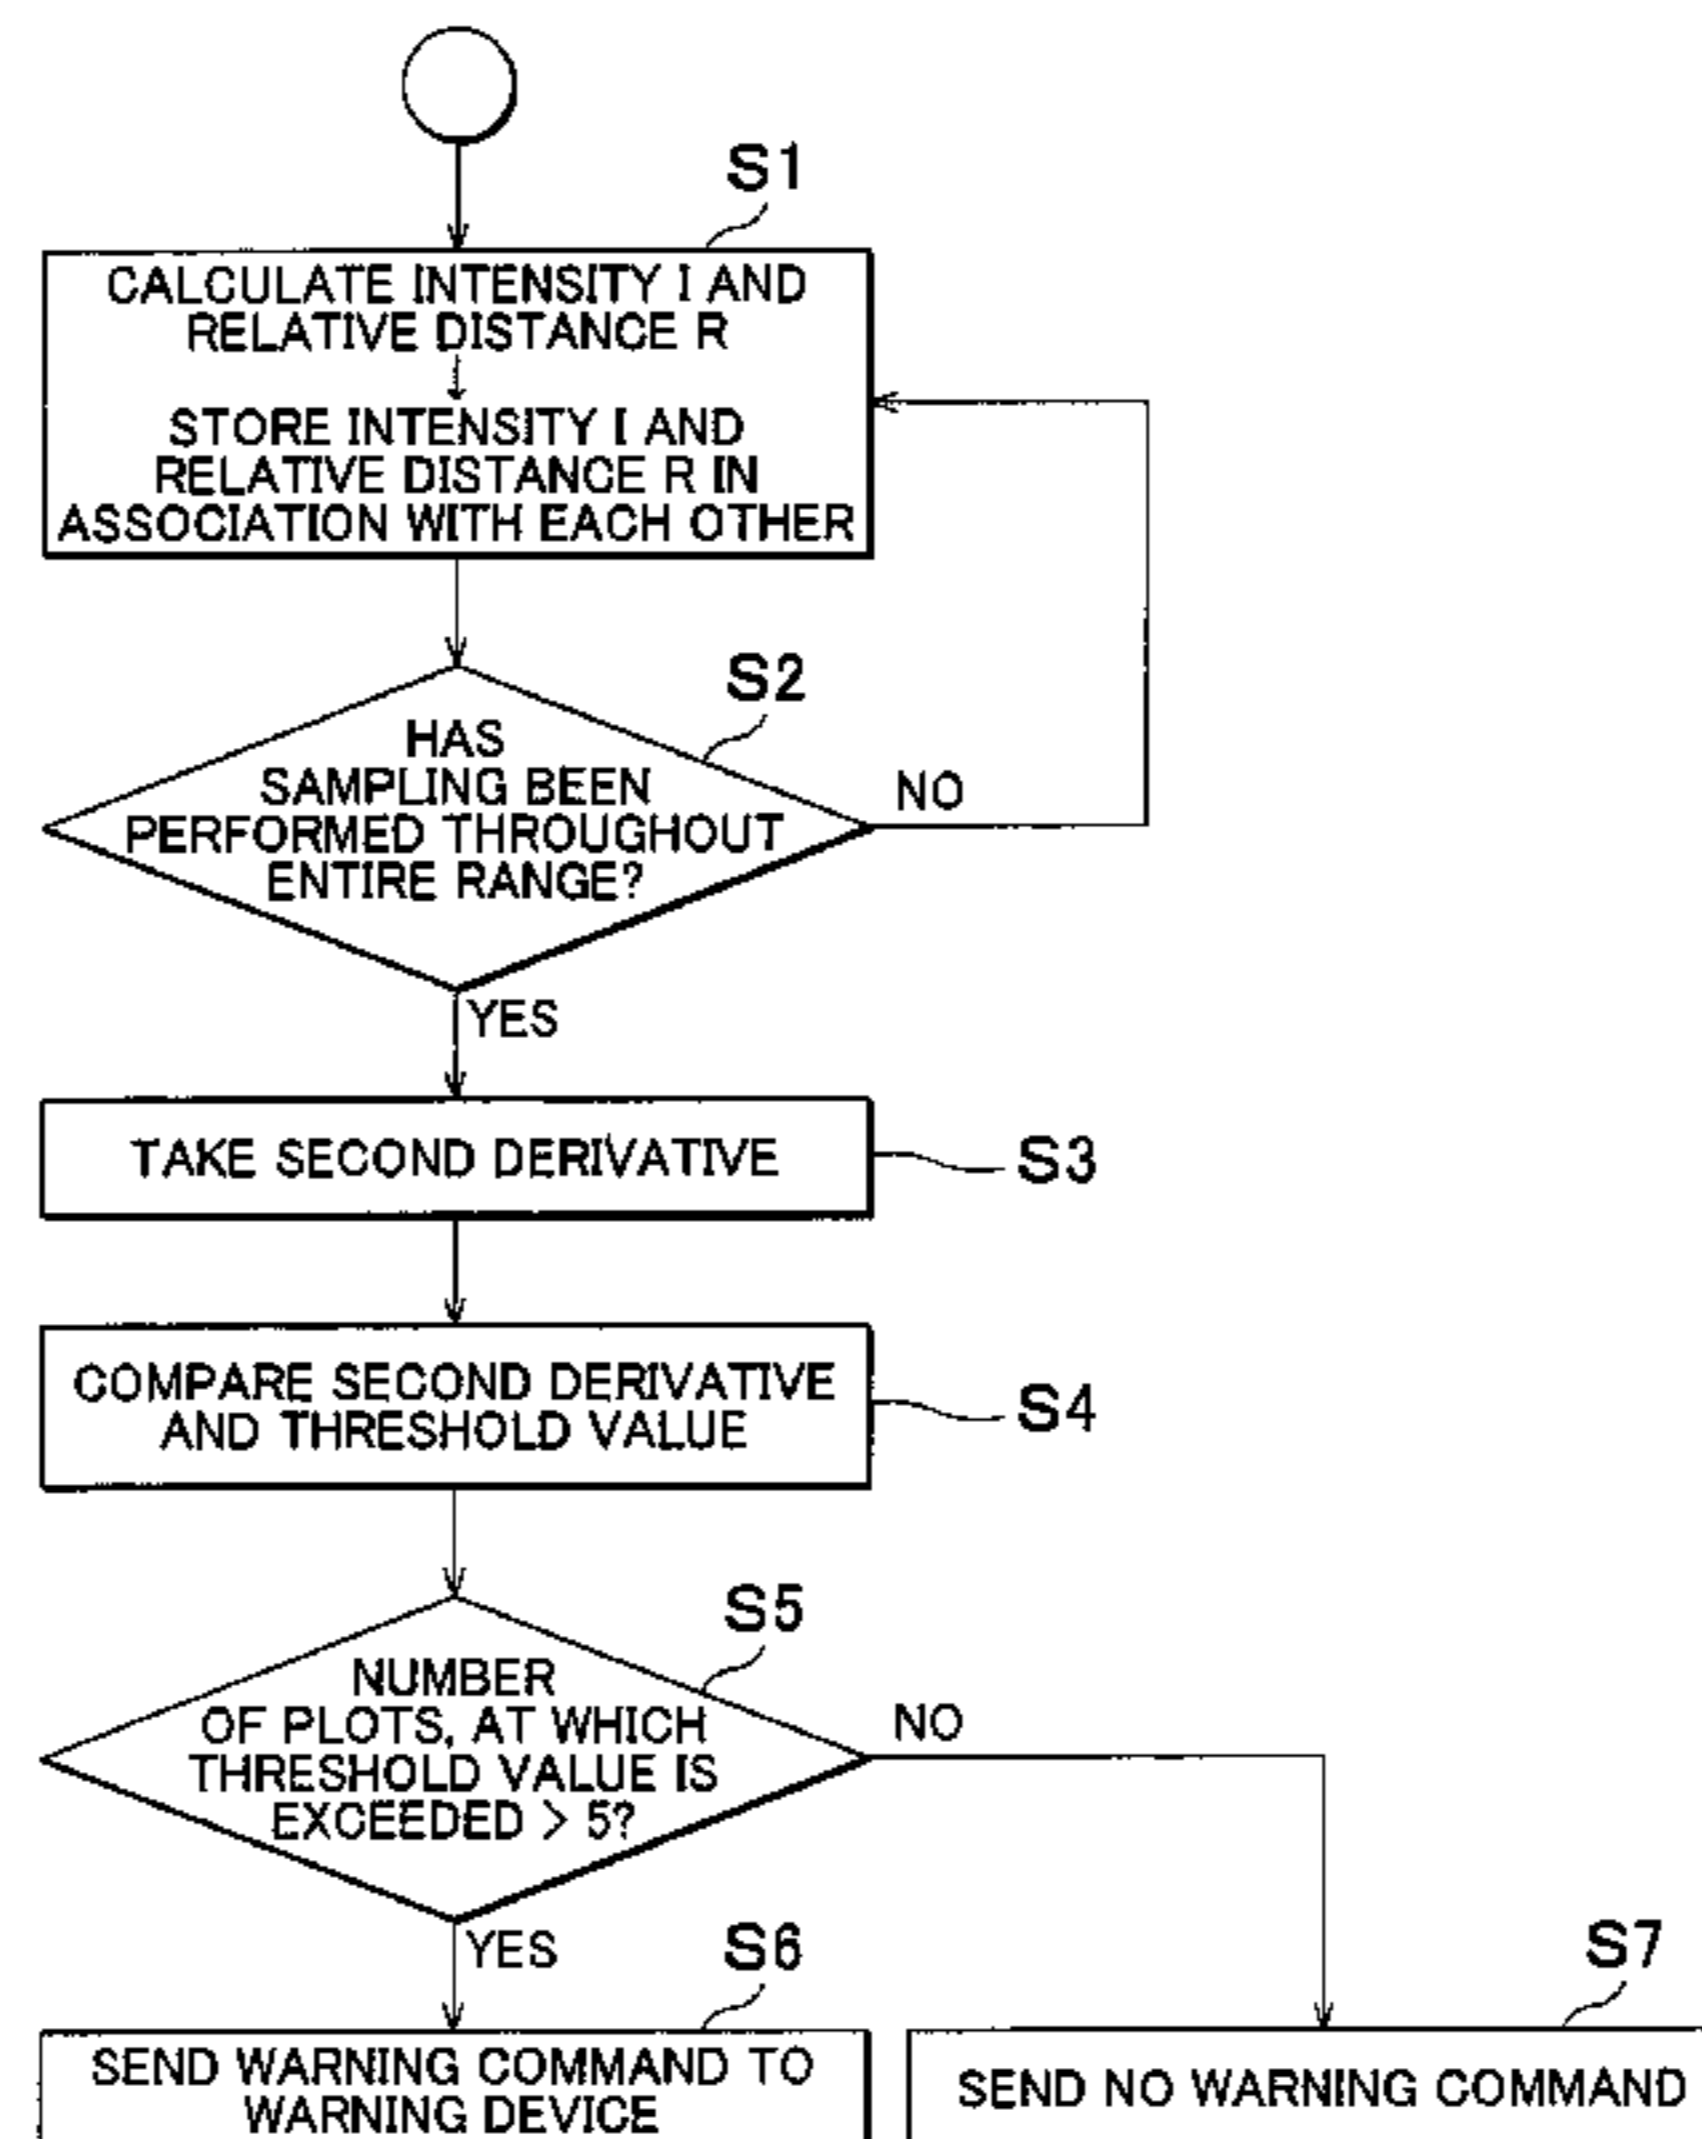 S1
CALCULATE INTENSITY I AND
RELATIVE DISTANCE R
STORE INTENSITY I AND
RELATIVE DISTANCE R IN
ASSOCIATION WITH EACH OTHER
S2
HAS
SAMPLING BEEN
PERFORMED THROUGHOUT
ENTIRE RANGE?
NO
YES
TAKE SECOND DERIVATIVE
S3
COMPARE SECOND DERIVATIVE
AND THRESHOLD VALUE
S4
S5
NUMBER
OF PLOTS, AT WHICH
THRESHOLD VALUE IS
EXCEEDED > 5?
NO
YES
S6
SEND WARNING COMMAND TO
WARNING DEVICE
S7
SEND NO WARNING COMMAND